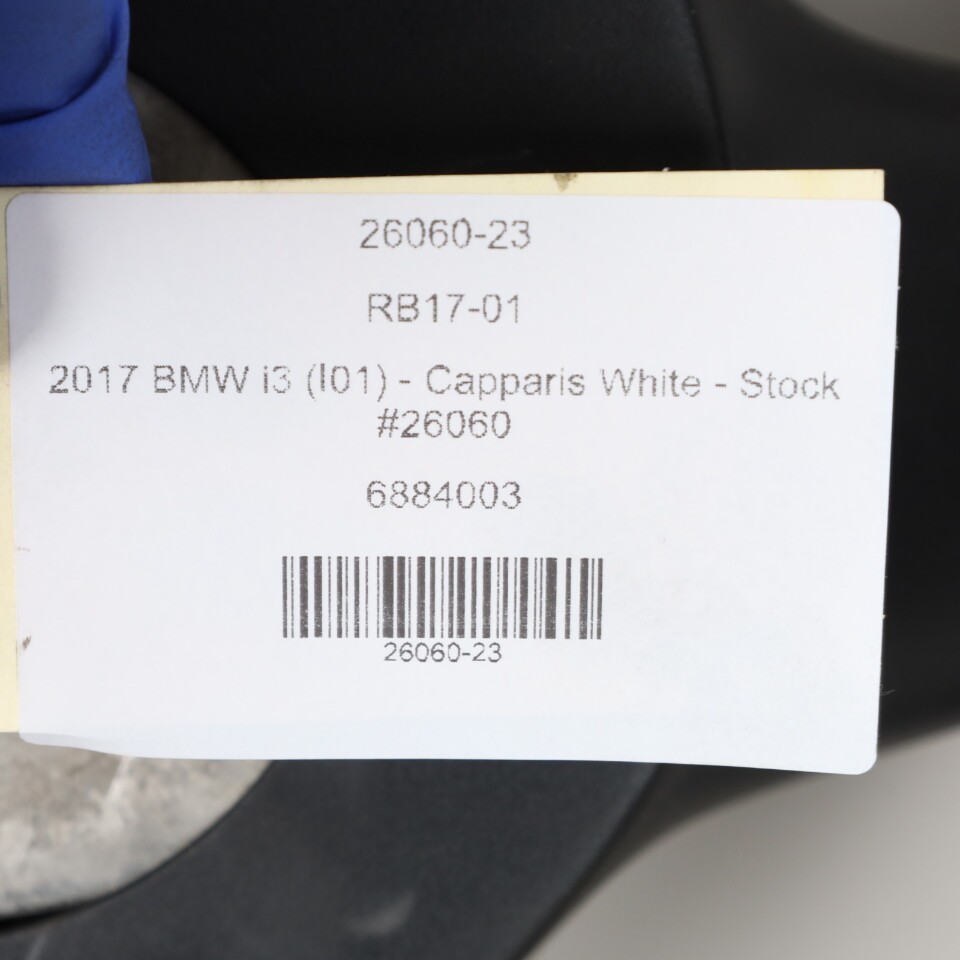 26060-23
RB17-01
2017 BMW i3 (I01) - Capparis White - Stock
#26060
6884003
26060-23